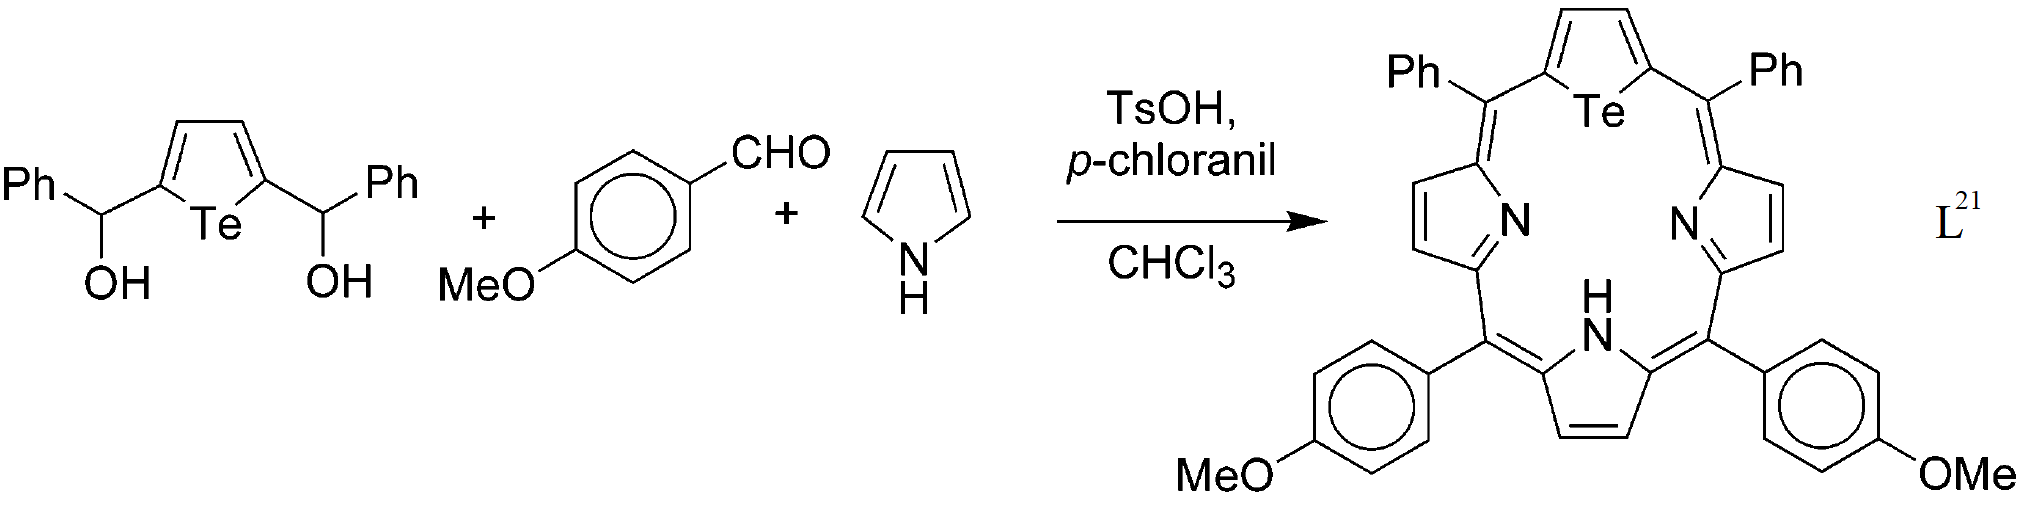 Ph
Te
OH
Ph
OH
+
CHO
MeO
+
N
H
TsOH,
p-chloranil
CHCl3
Ph
Te
Ph
N
N
H
N
MeO
OMe
L21